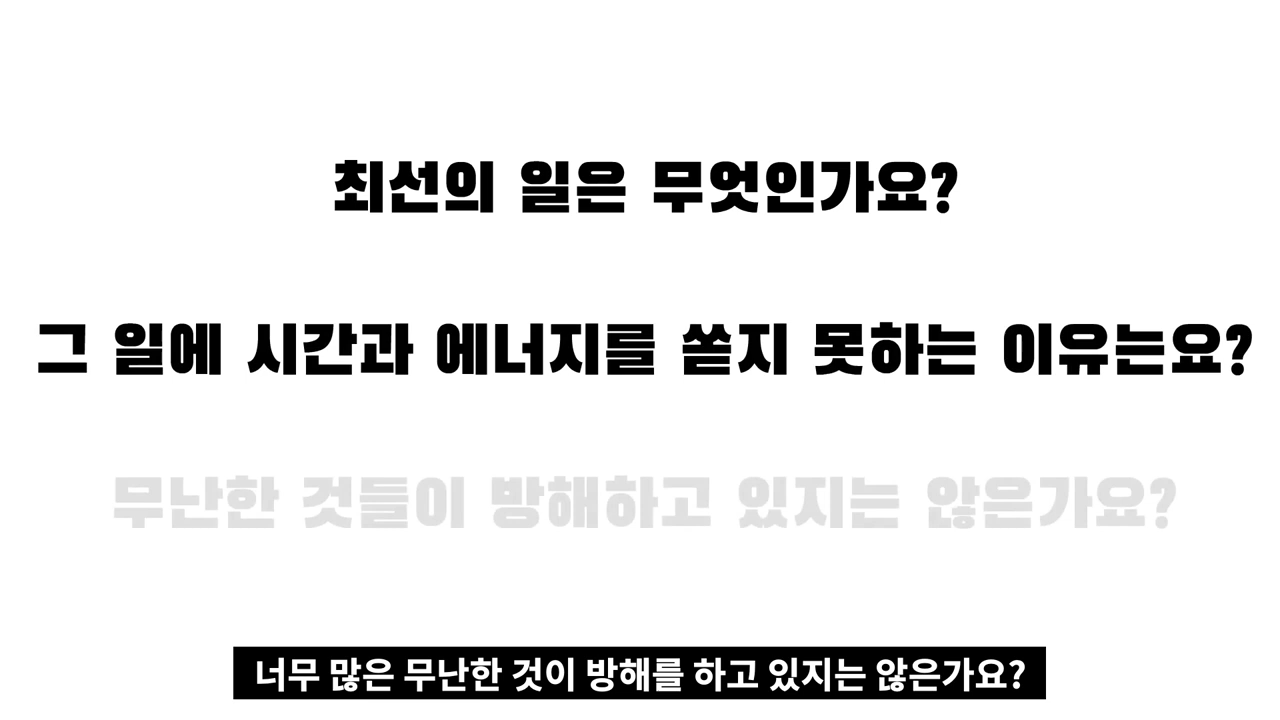 최선의 일은 무엇인가요?
그 일에 시간과 에너지를 쏟지 못하는 이유는요?
무난한 것들이 방해하고 있지는 않은가요?
너무 많은 무난한 것이 방해를 하고 있지는 않은가요?